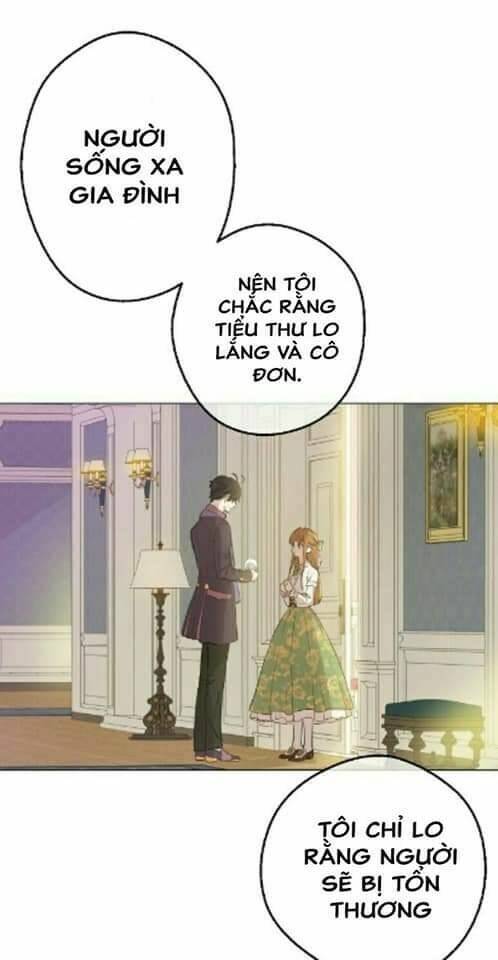 NGƯỜI
SỐNG XA
GIA ĐÌNH
NÊN TÔI
CHẮC RẰNG
TIỂU THƯ LO
LẮNG VÀ CÔ
ĐƠN.
TÔI CHỈ LO
RẰNG NGƯỜI
SẼ BỊ TỔN
THƯƠNG